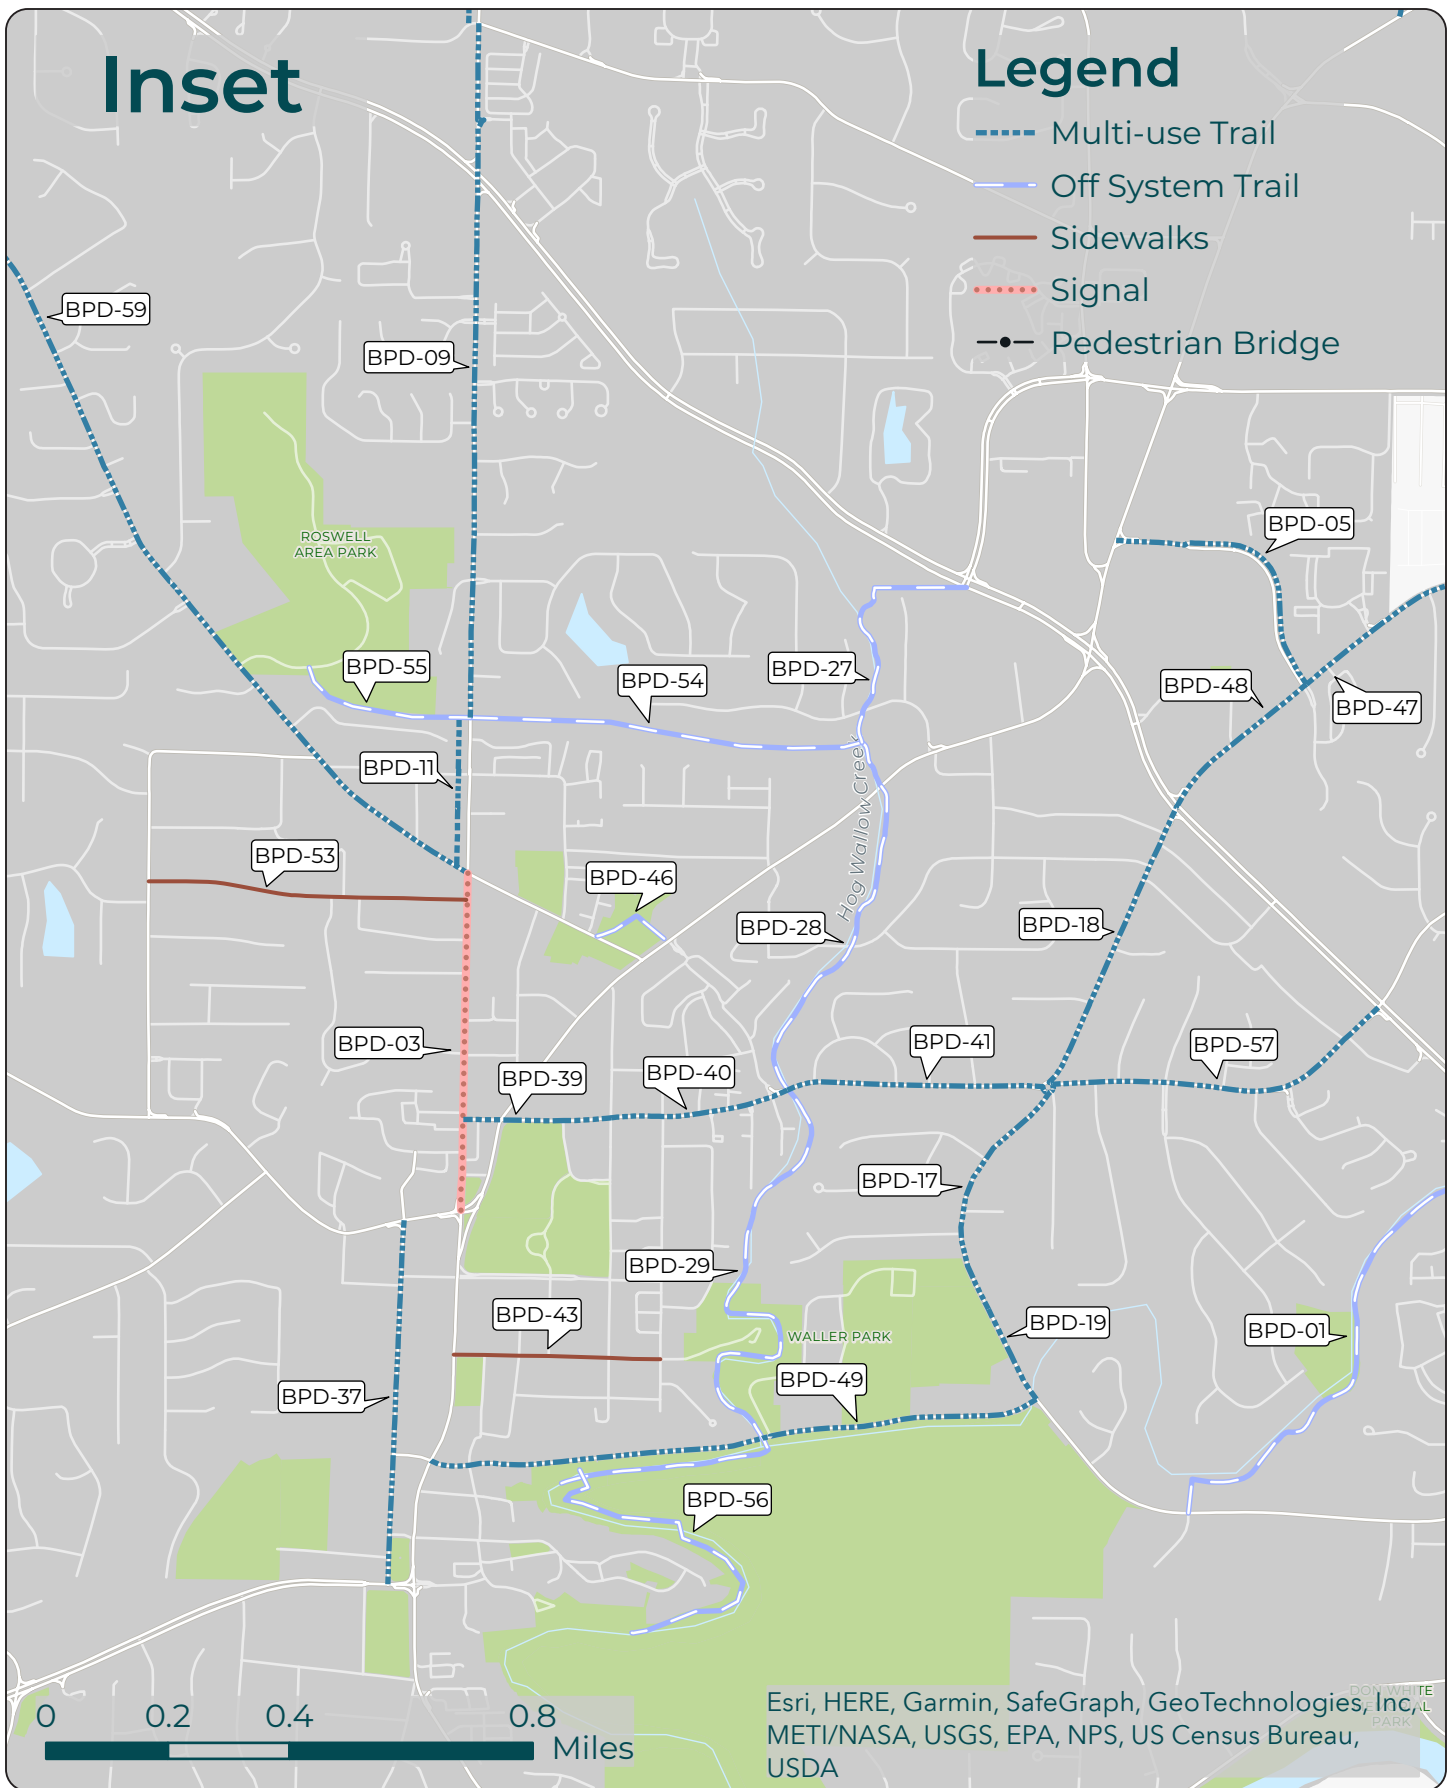 Inset
Legend
Multi-use Trail
Off System Trail
Sidewalks
Signal
Pedestrian Bridge
BPD-59
BPD-09
BPD-05
ROSWELL
AREA PARK
BPD-55
BPD-54
BPD-27
BPD-48
BPD-47
BPD-11
Hog Wallow Creek
BPD-53
BPD-46
BPD-28
BPD-18
BPD-03
BPD-41
BPD-57
BPD-39
BPD-40
BPD-17
BPD-29
BPD-43
WALLER PARK
BPD-19
BPD-01
BPD-37
BPD-49
BPD-56
DON WHITE
PARK
0 0.2 0.4 0.8
Miles
Esri, HERE, Garmin, SafeGraph, GeoTechnologies, Inc,
METI/NASA, USGS, EPA, NPS, US Census Bureau,
USDA